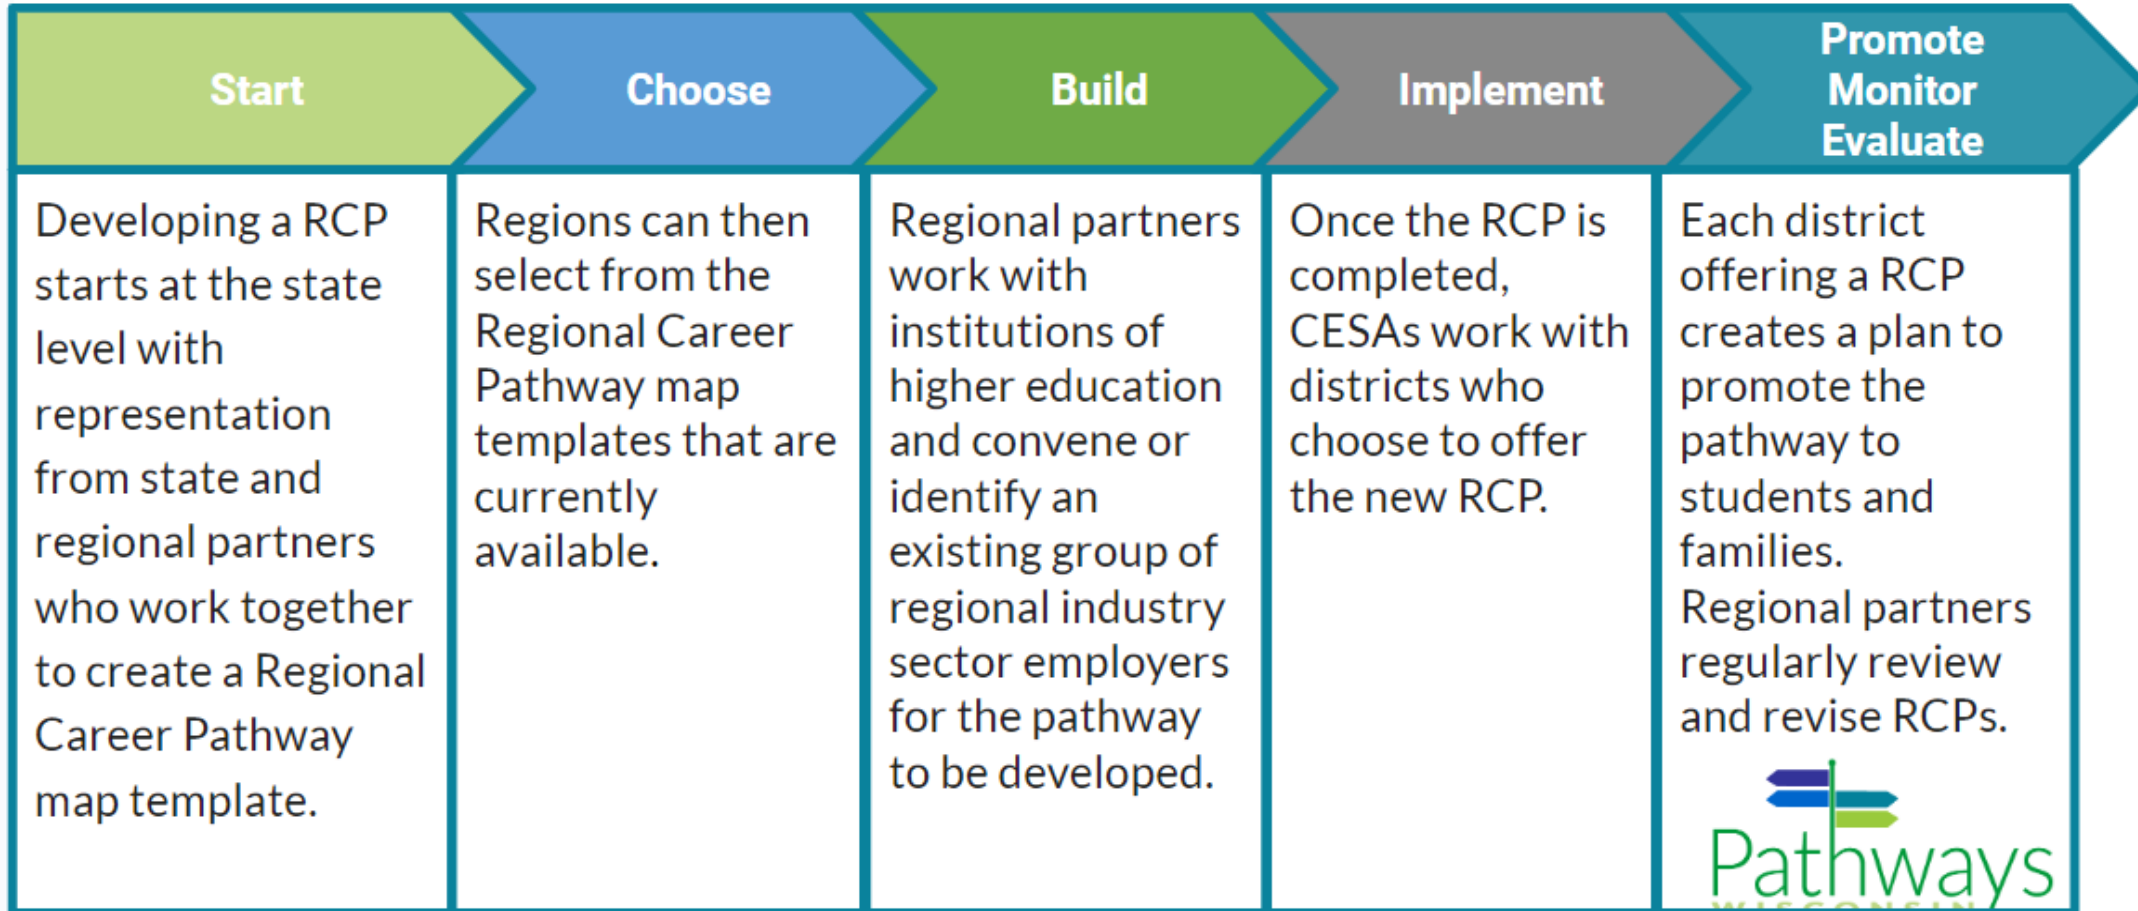 Start
Choose
Build
Implement
Promote
Monitor
Evaluate
Developing a RCP
starts at the state
level with
representation
from state and
regional partners
who work together
to create a Regional
Career Pathway
map template.
Regions can then
select from the
Regional Career
Pathway map
templates that are
currently
available.
Regional partners
work with
institutions of
higher education
and convene or
identify an
existing group of
regional industry
sector employers
for the pathway
to be developed.
Once the RCP is
completed,
CESAs work with
districts who
choose to offer
the new RCP.
Each district
offering a RCP
creates a plan to
promote the
pathway to
students and
families.
Regional partners
regularly review
and revise RCPs.
Pathways
WISCONSIN